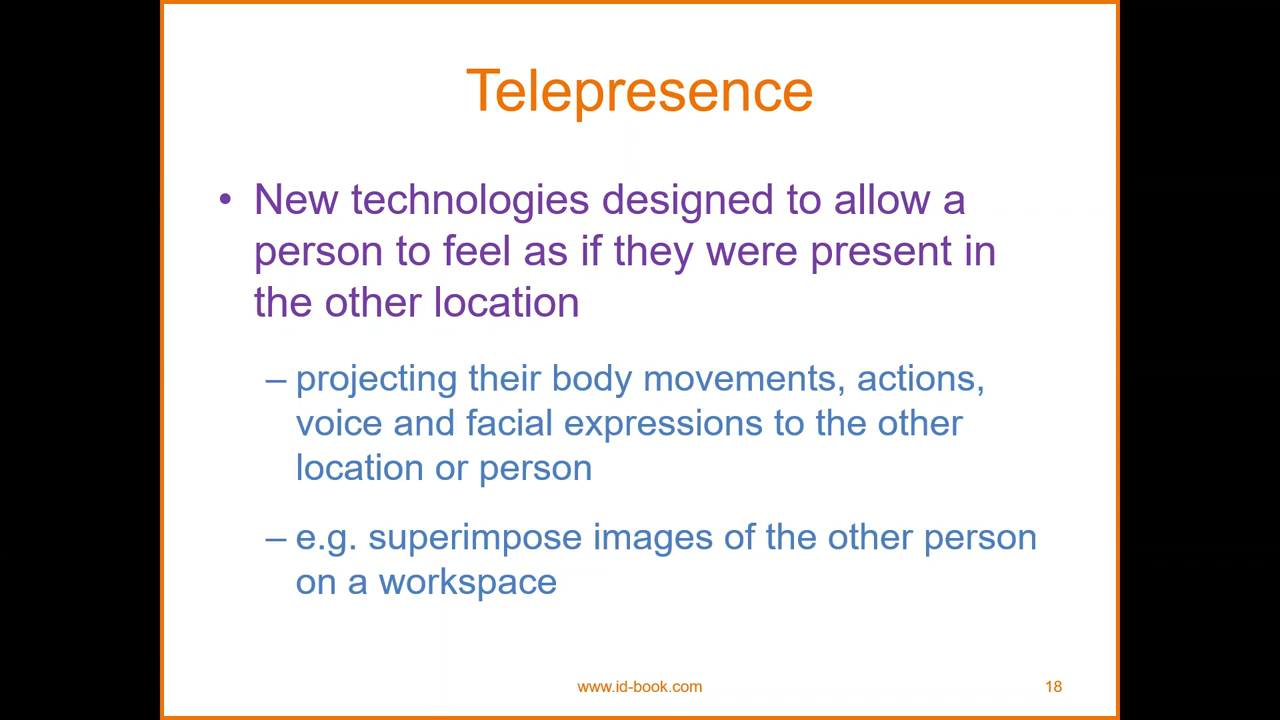 Telepresence
• New technologies designed to allow a
person to feel as if they were present in
the other location
– projecting their body movements, actions,
voice and facial expressions to the other
location or person
– e.g. superimpose images of the other person
on a workspace
www.id-book.com
18